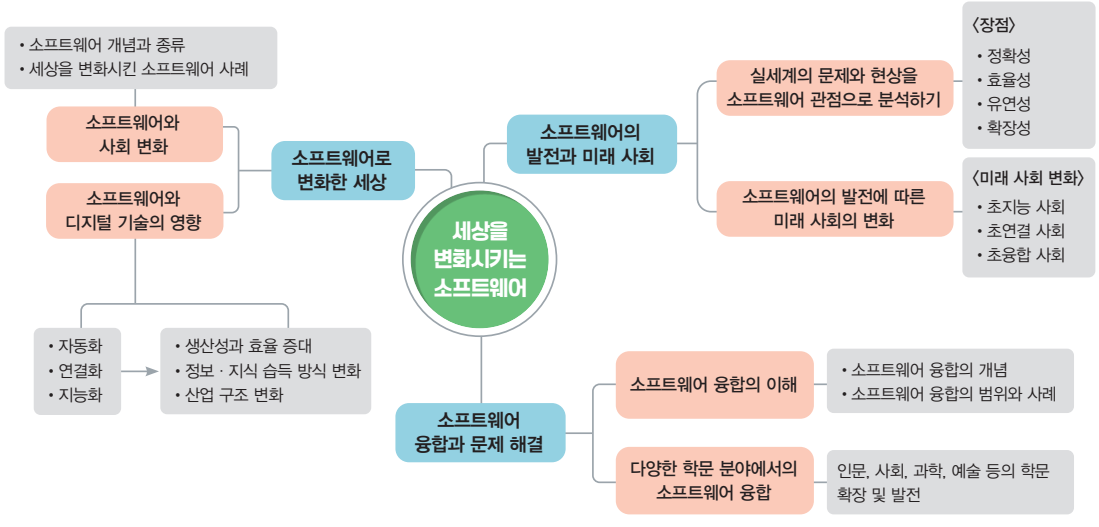 • 소프트웨어 개념과 종류
• 세상을 변화시킨 소프트웨어 사례
소프트웨어와
사회 변화
소프트웨어와
디지털 기술의 영향
• 자동화
• 연결화
• 지능화
• 생산성과 효율 증대
• 정보 · 지식 습득 방식 변화
• 산업 구조 변화
소프트웨어로
변화한 세상
세상을
변화시키는
소프트웨어
소프트웨어의
발전과 미래 사회
실세계의 문제와 현상을
소프트웨어 관점으로 분석하기
〈장점〉
• 정확성
• 효율성
• 유연성
• 확장성
소프트웨어의 발전에 따른
미래 사회의 변화
〈미래 사회 변화〉
• 초지능 사회
• 초연결 사회
• 초융합 사회
소프트웨어
융합과 문제 해결
소프트웨어 융합의 이해
• 소프트웨어 융합의 개념
• 소프트웨어 융합의 범위와 사례
다양한 학문 분야에서의
소프트웨어 융합
인문, 사회, 과학, 예술 등의 학문
확장 및 발전